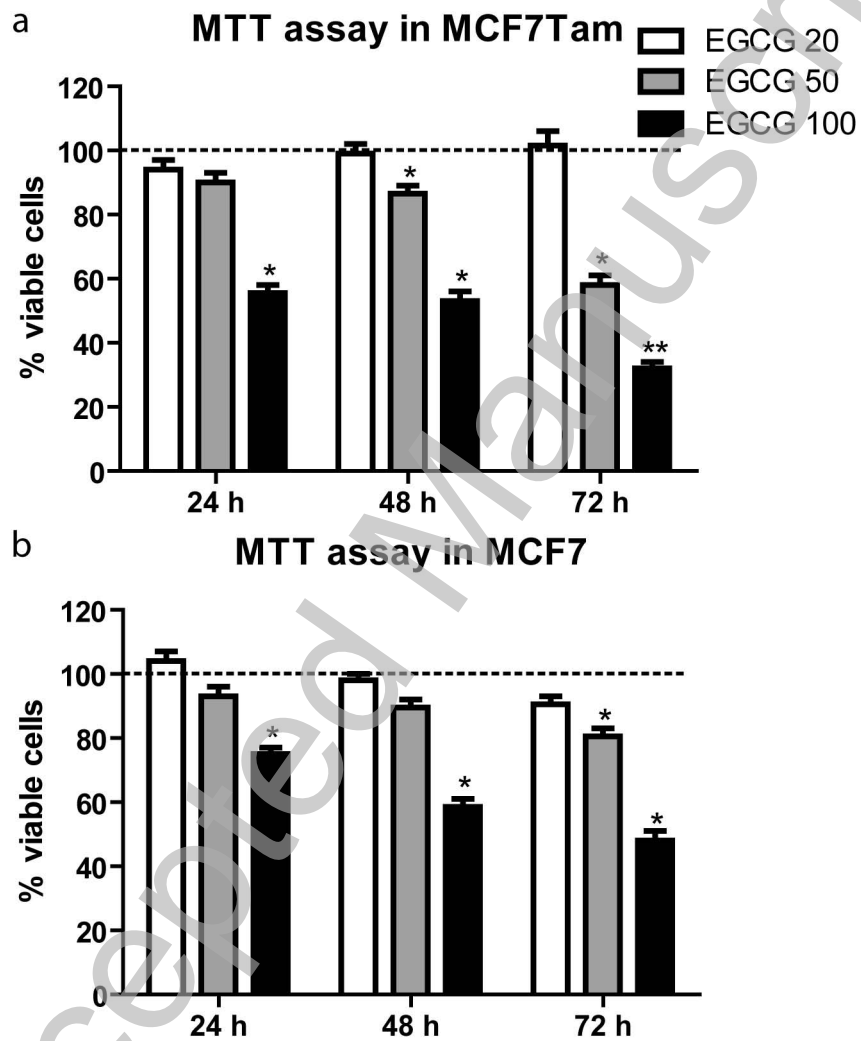 a
MTT assay in MCF7Tam
EGCG 20
EGCG 50
EGCG 100
% viable cells
120
100
80
60
40
20
0
*
*
*
*
**
24 h
48 h
72 h
b
MTT assay in MCF7
% viable cells
120
100
80
60
40
20
0
*
*
*
*
24 h
48 h
72 h
cepted Manuscr